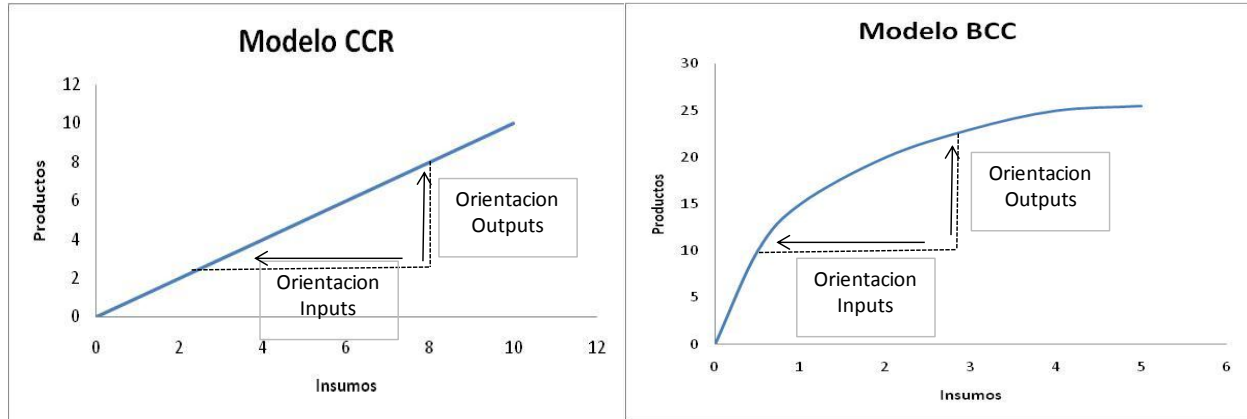 Modelo CCR
12
10
8
6
4
2
0
Productos
Orientacion
Outputs
Orientacion
Inputs
0 2 4 6 8 10 12
Insumos
Modelo BCC
30
25
20
15
10
5
0
Productos
Orientacion
Outputs
Orientacion
Inputs
0 1 2 3 4 5 6
Insumos